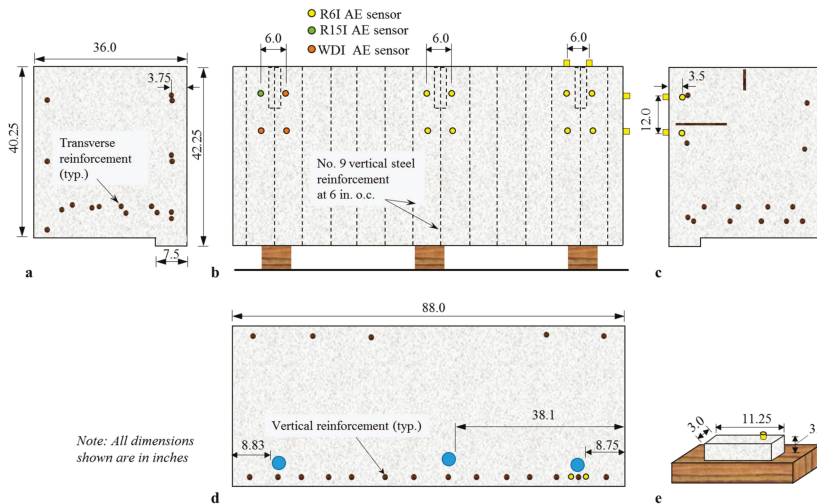 R6I AE sensor
R15I AE sensor
WDI AE sensor
36.0
3.75
40.25
42.25
Transverse
reinforcement
(typ.)
7.5
a
6.0
6.0
6.0
No. 9 vertical steel
reinforcement
at 6 in. o.c.
b
3.5
12.0
c
88.0
38.1
8.83
Vertical reinforcement (typ.)
8.75
d
Note: All dimensions
shown are in inches
3.0
11.25
3
e